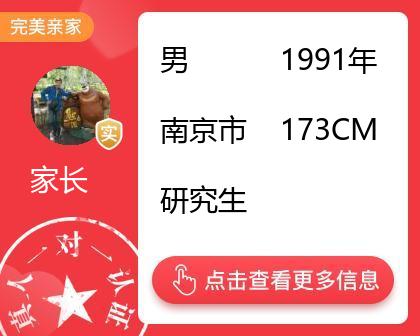 完美亲家
男 1991年
南京市 173CM
研究生
实
家长
点击查看更多信息
真人一对一认证